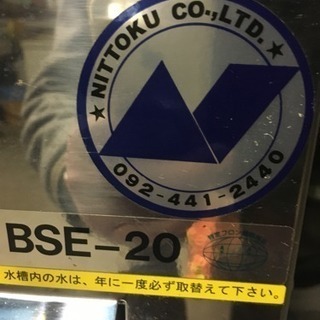 ★ NITTOKU CO.,LTD. ★
092-441-2440
BSE-20
水槽内の水は、年に一度必ず取替えて下さい。